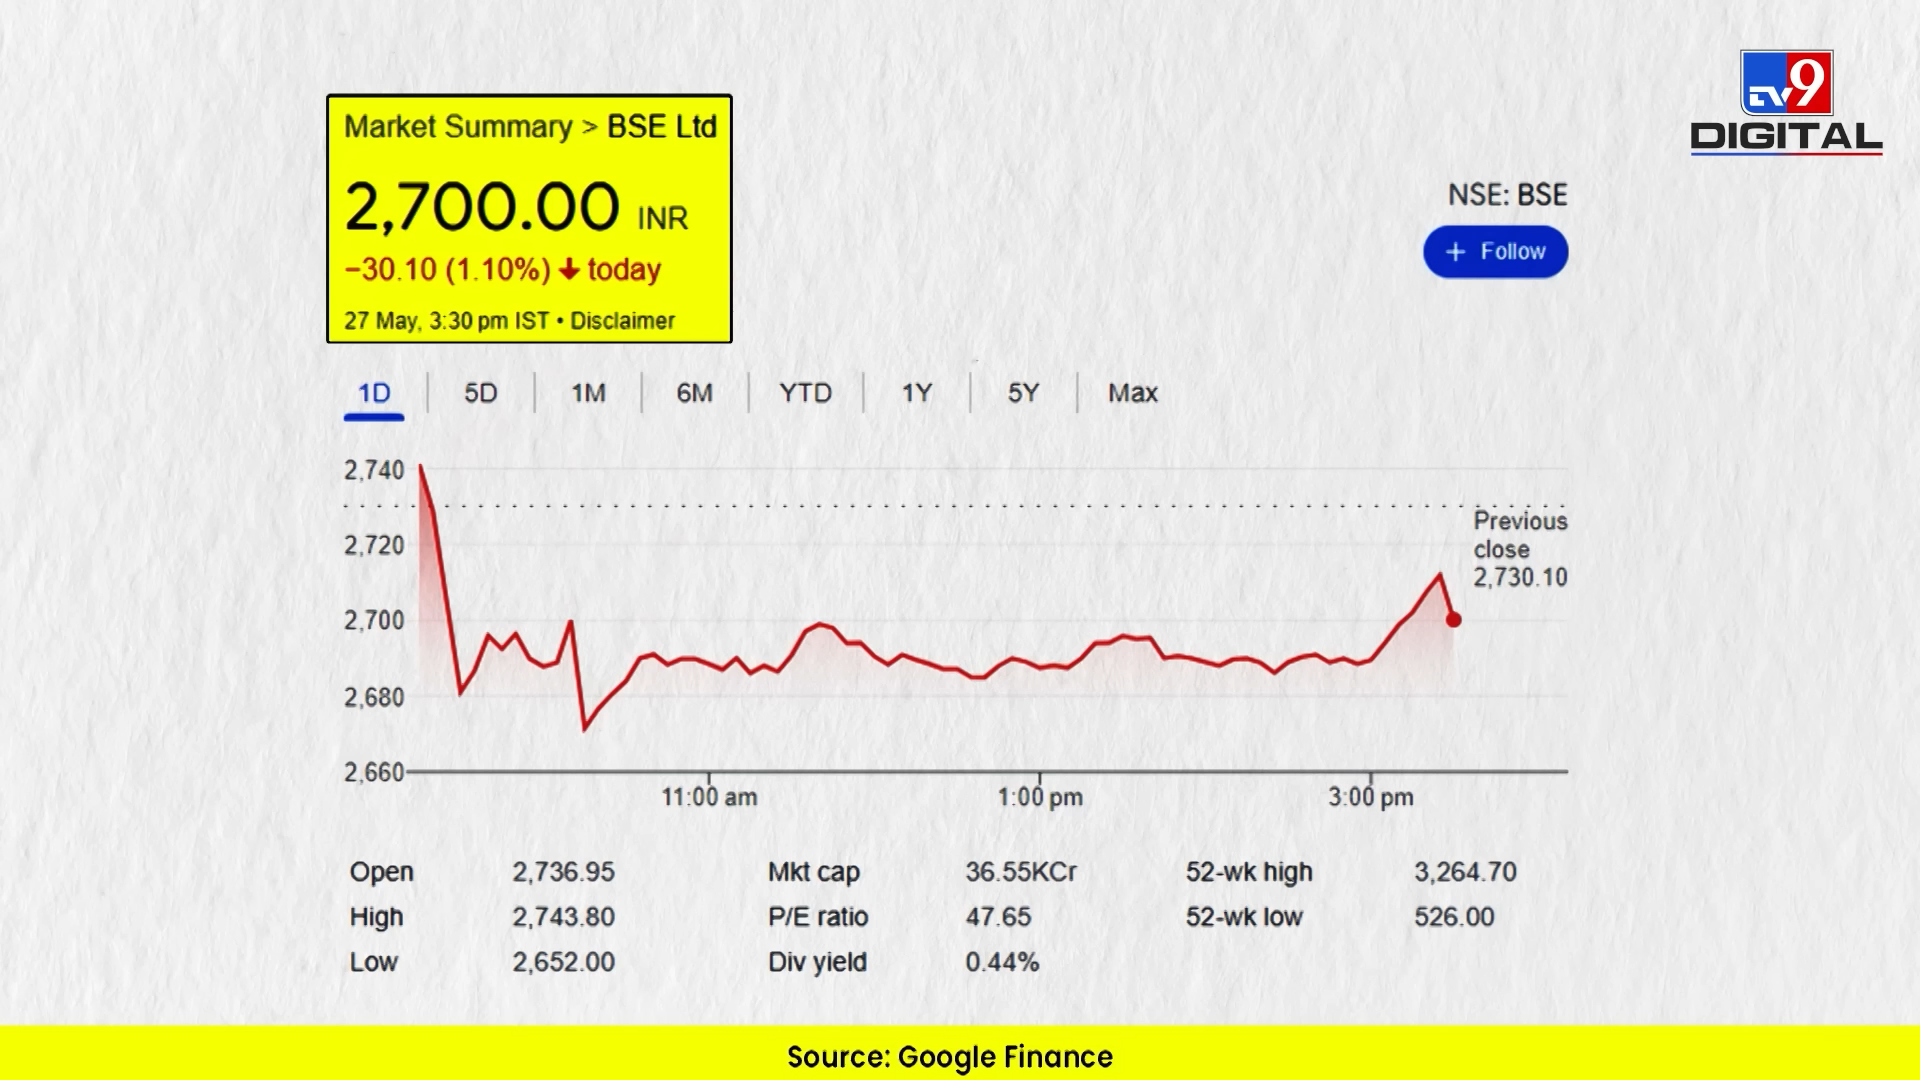 TV9
DIGITAL
Market Summary > BSE Ltd
2,700.00 INR
−30.10 (1.10%) ↓ today
27 May, 3:30 pm IST • Disclaimer
NSE: BSE
+ Follow
1D 5D 1M 6M YTD 1Y 5Y Max
2,740
2,720
2,700
2,680
2,660
Previous
close
2,730.10
11:00 am 1:00 pm 3:00 pm
Open 2,736.95 Mkt cap 36.55KCr 52-wk high 3,264.70
High 2,743.80 P/E ratio 47.65 52-wk low 526.00
Low 2,652.00 Div yield 0.44%
Source: Google Finance